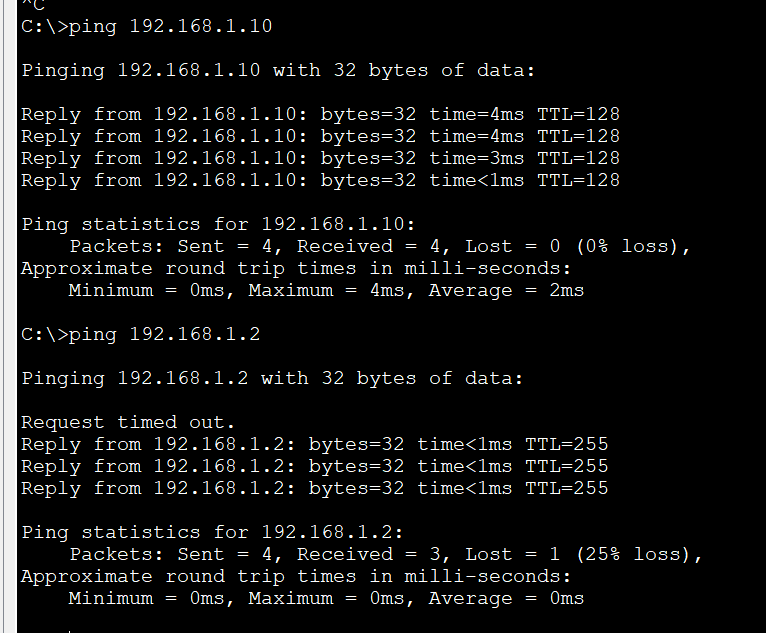 ^C
C:\>ping 192.168.1.10
Pinging 192.168.1.10 with 32 bytes of data:
Reply from 192.168.1.10: bytes=32 time=4ms TTL=128
Reply from 192.168.1.10: bytes=32 time=4ms TTL=128
Reply from 192.168.1.10: bytes=32 time=3ms TTL=128
Reply from 192.168.1.10: bytes=32 time<1ms TTL=128
Ping statistics for 192.168.1.10:
    Packets: Sent = 4, Received = 4, Lost = 0 (0% loss),
Approximate round trip times in milli-seconds:
    Minimum = 0ms, Maximum = 4ms, Average = 2ms
C:\>ping 192.168.1.2
Pinging 192.168.1.2 with 32 bytes of data:
Request timed out.
Reply from 192.168.1.2: bytes=32 time<1ms TTL=255
Reply from 192.168.1.2: bytes=32 time<1ms TTL=255
Reply from 192.168.1.2: bytes=32 time<1ms TTL=255
Ping statistics for 192.168.1.2:
    Packets: Sent = 4, Received = 3, Lost = 1 (25% loss),
Approximate round trip times in milli-seconds:
    Minimum = 0ms, Maximum = 0ms, Average = 0ms